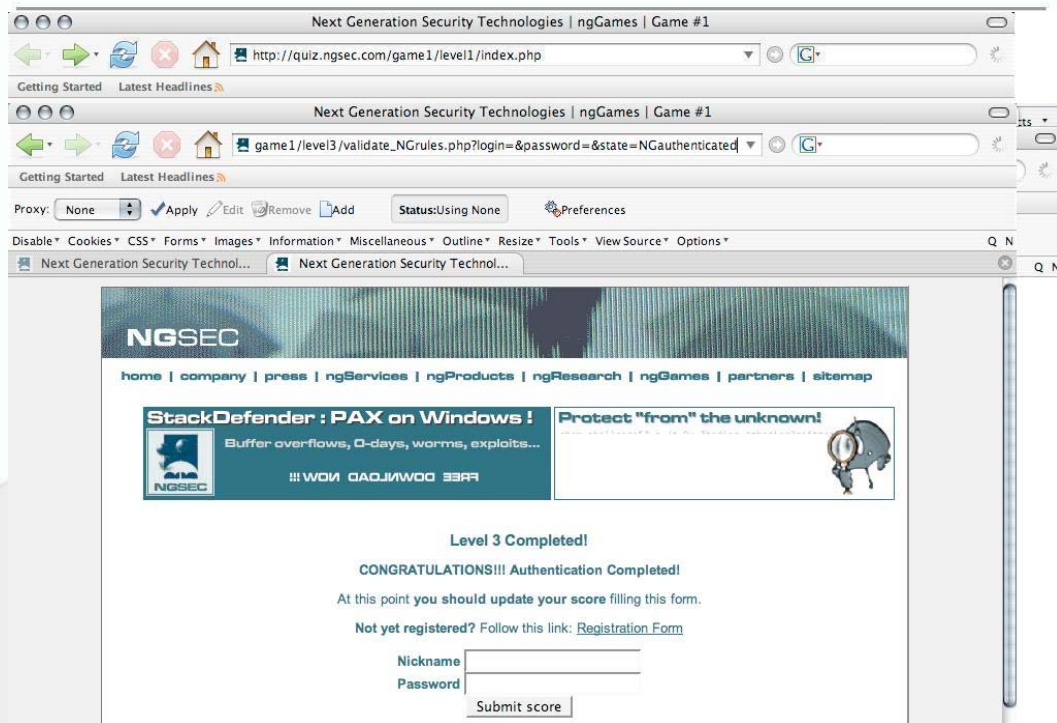 Next Generation Security Technologies | ngGames | Game #1
http://quiz.ngsec.com/game1/level1/index.php
G
Getting Started Latest Headlines
Next Generation Security Technologies | ngGames | Game #1
cts
game1/level3/validate_NGrules.php?login=&password=&state=NGauthenticated
G
Getting Started Latest Headlines
Proxy: None Apply Edit Remove Add Status:Using None Preferences
Disable Cookies CSS Forms Images Information Miscellaneous Outline Resize Tools View Source Options Q N
Next Generation Security Technol... Next Generation Security Technol... Q N
NGSEC
home | company | press | ngServices | ngProducts | ngResearch | ngGames | partners | sitemap
StackDefender : PAX on Windows !
Buffer overflows, 0-days, worms, exploits...
FREE DOWNLOAD NOW !!!
NGSEC
Protect "from" the unknown!
Level 3 Completed!
CONGRATULATIONS!!! Authentication Completed!
At this point you should update your score filling this form.
Not yet registered? Follow this link: Registration Form
Nickname
Password
Submit score